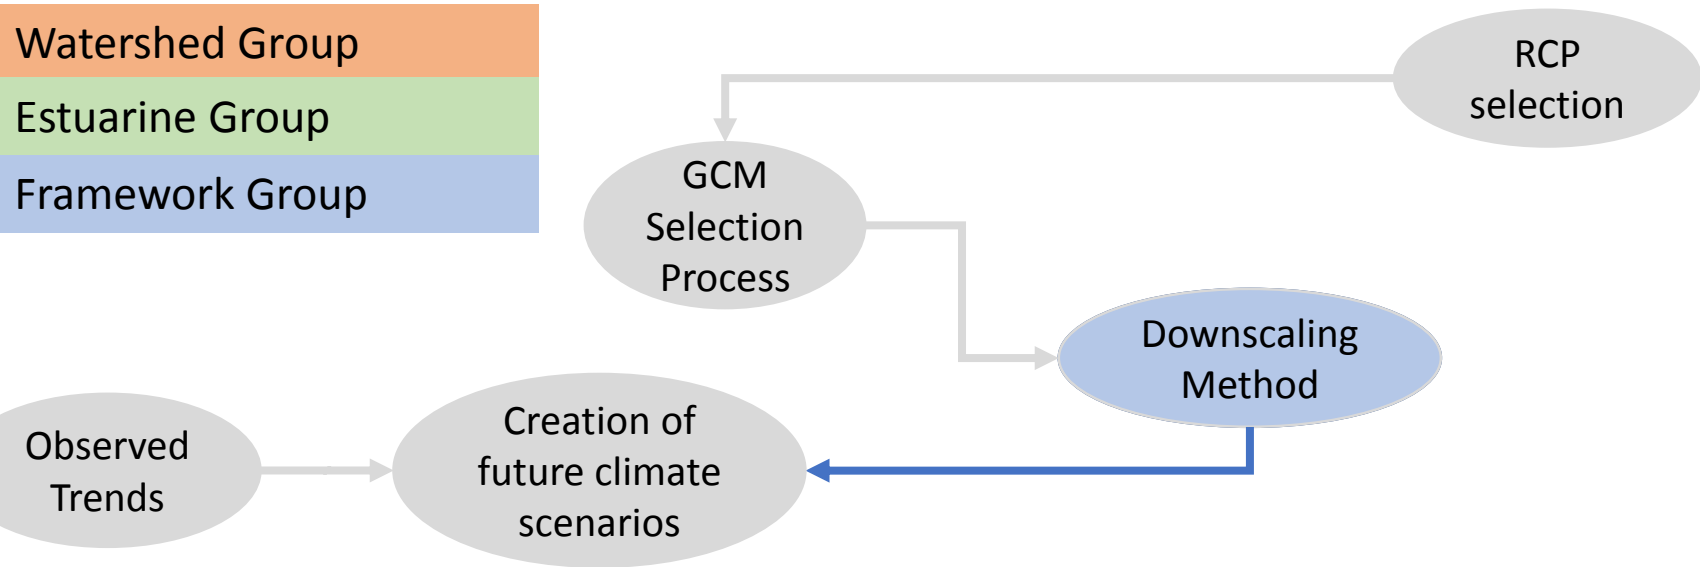 Watershed Group
Estuarine Group
Framework Group
RCP
selection
GCM
Selection
Process
Downscaling
Method
Observed
Trends
Creation of
future climate
scenarios